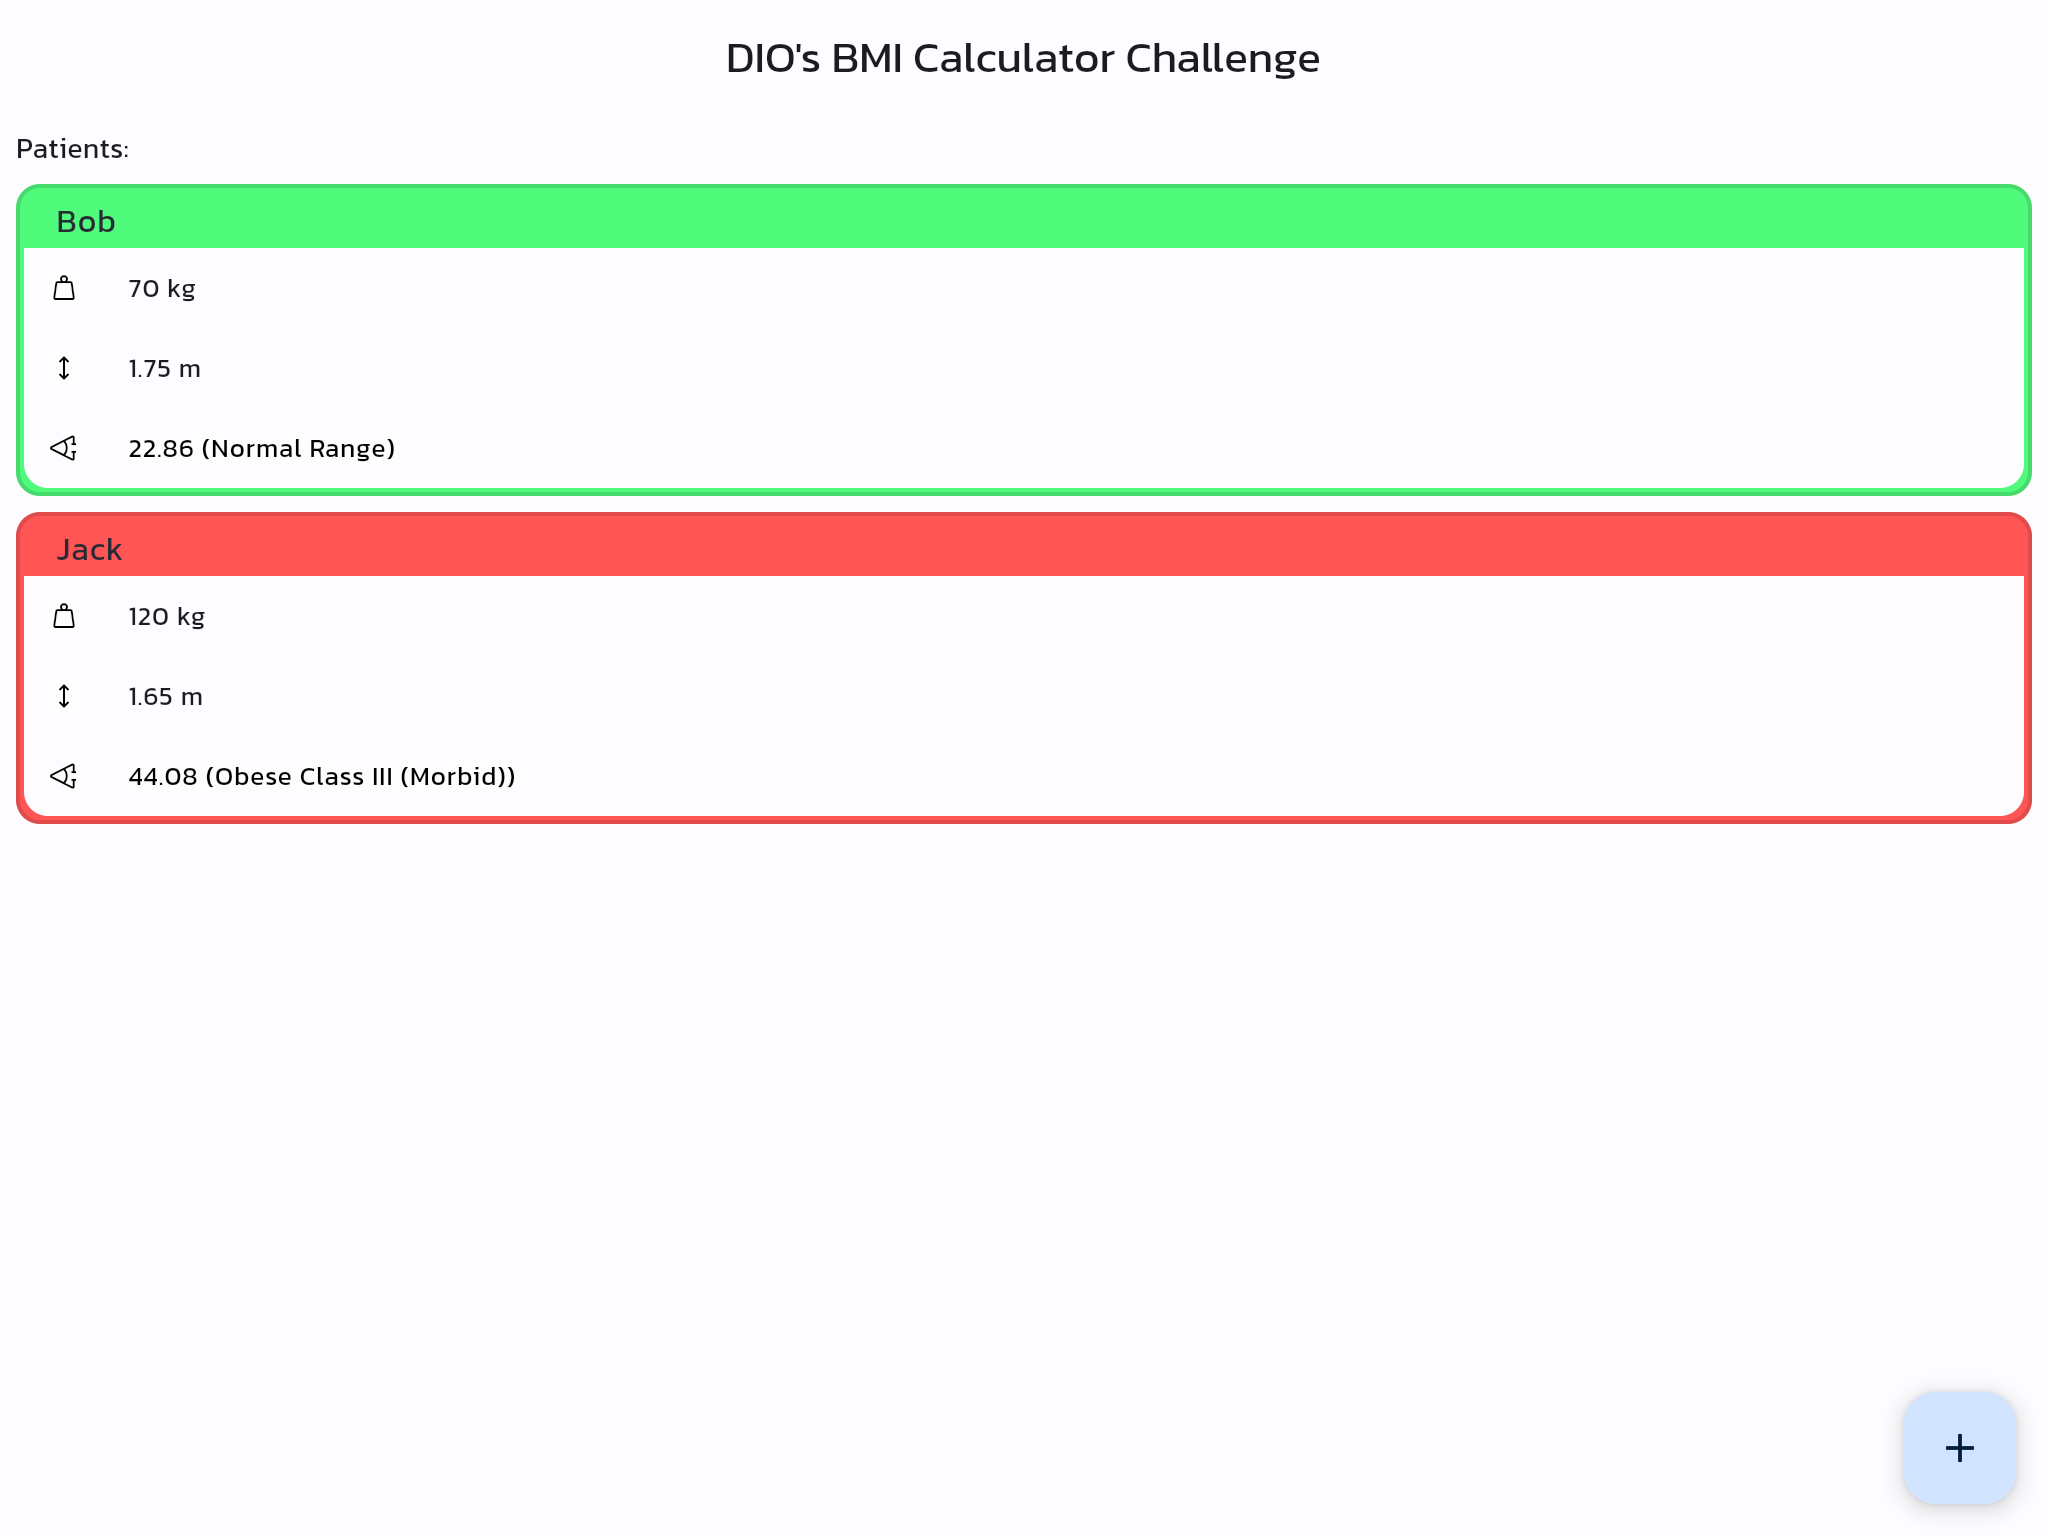 DIO's BMI Calculator Challenge
Patients:
Bob
70 kg
1.75 m
22.86 (Normal Range)
Jack
120 kg
1.65 m
44.08 (Obese Class III (Morbid))